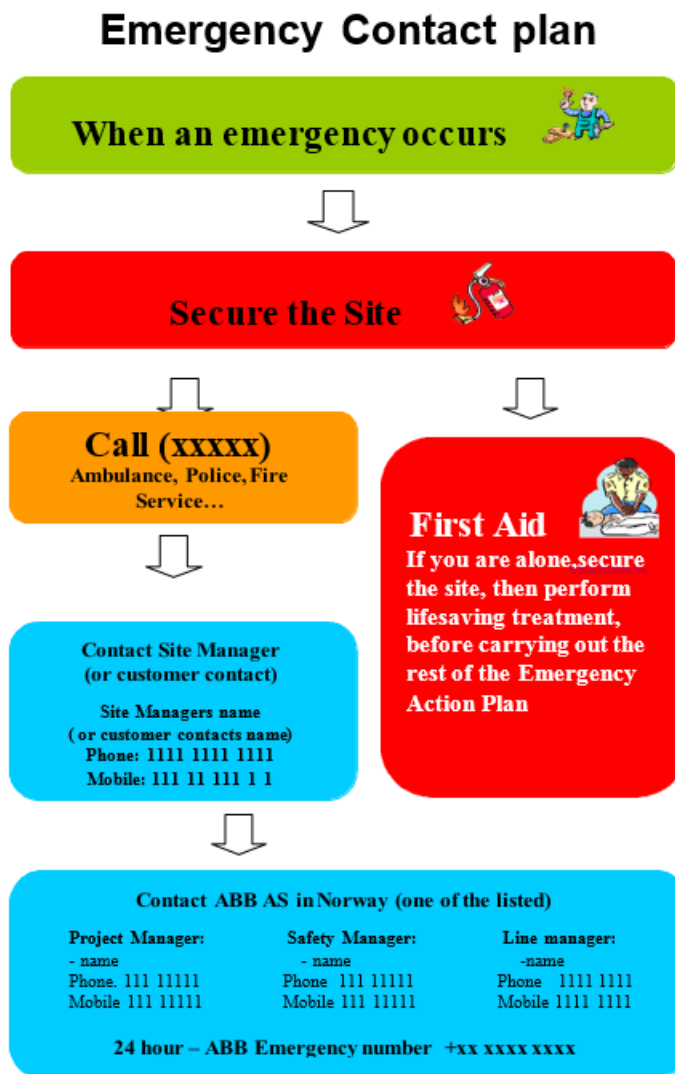 Emergency Contact plan
When an emergency occurs
Secure the Site
Call (xxxxx)
Ambulance, Police, Fire
Service…
First Aid
If you are alone,secure
the site, then perform
lifesaving treatment,
before carrying out the
rest of the Emergency
Action Plan
Contact Site Manager
(or customer contact)
Site Managers name
( or customer contacts name)
Phone: 1111 1111 1111
Mobile: 111 11 111 1 1
Contact ABB AS in Norway (one of the listed)
Project Manager:
- name
Phone. 111 11111
Mobile 111 11111
Safety Manager:
- name
Phone 111 11111
Mobile 111 11111
Line manager:
-name
Phone 1111 1111
Mobile 1111 1111
24 hour – ABB Emergency number +xx xxxx xxxx